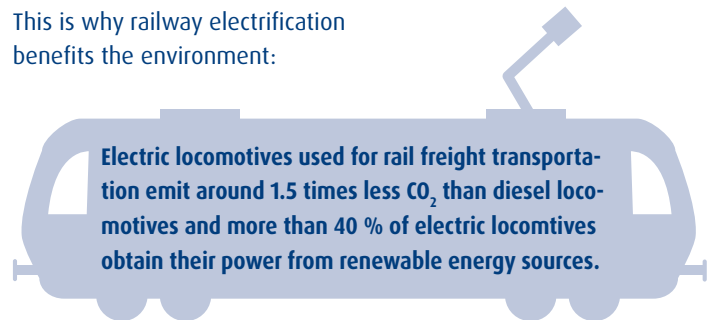 This is why railway electrification
benefits the environment:
Electric locomotives used for rail freight transporta-
tion emit around 1.5 times less CO₂ than diesel loco-
motives and more than 40 % of electric locomtives
obtain their power from renewable energy sources.